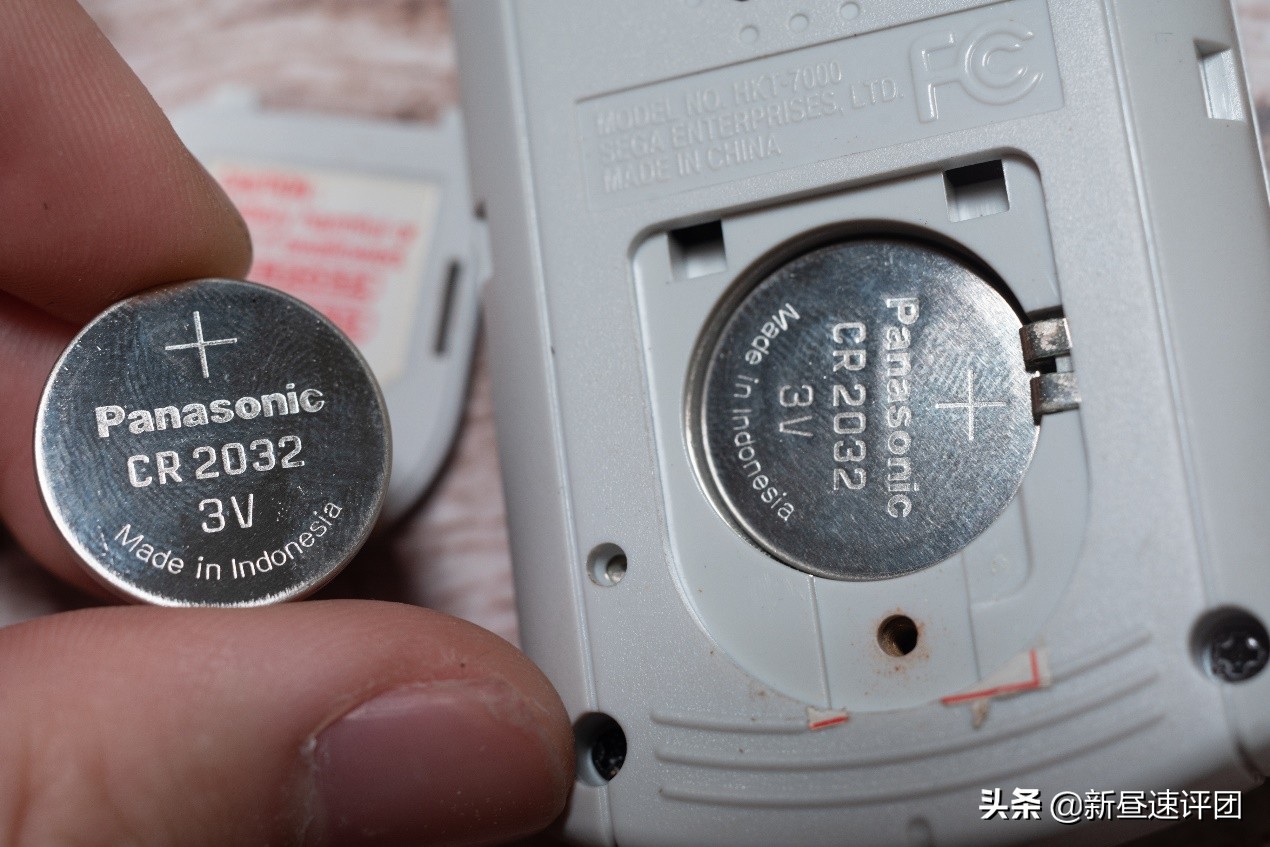 MODEL NO. HKT-7000
SEGA ENTERPRISES, LTD.
MADE IN CHINA
FC
+
Panasonic
CR 2032
3V
Made in Indonesia
+
Panasonic
CR 2032
3V
Made in Indonesia
头条 @新昼速评团